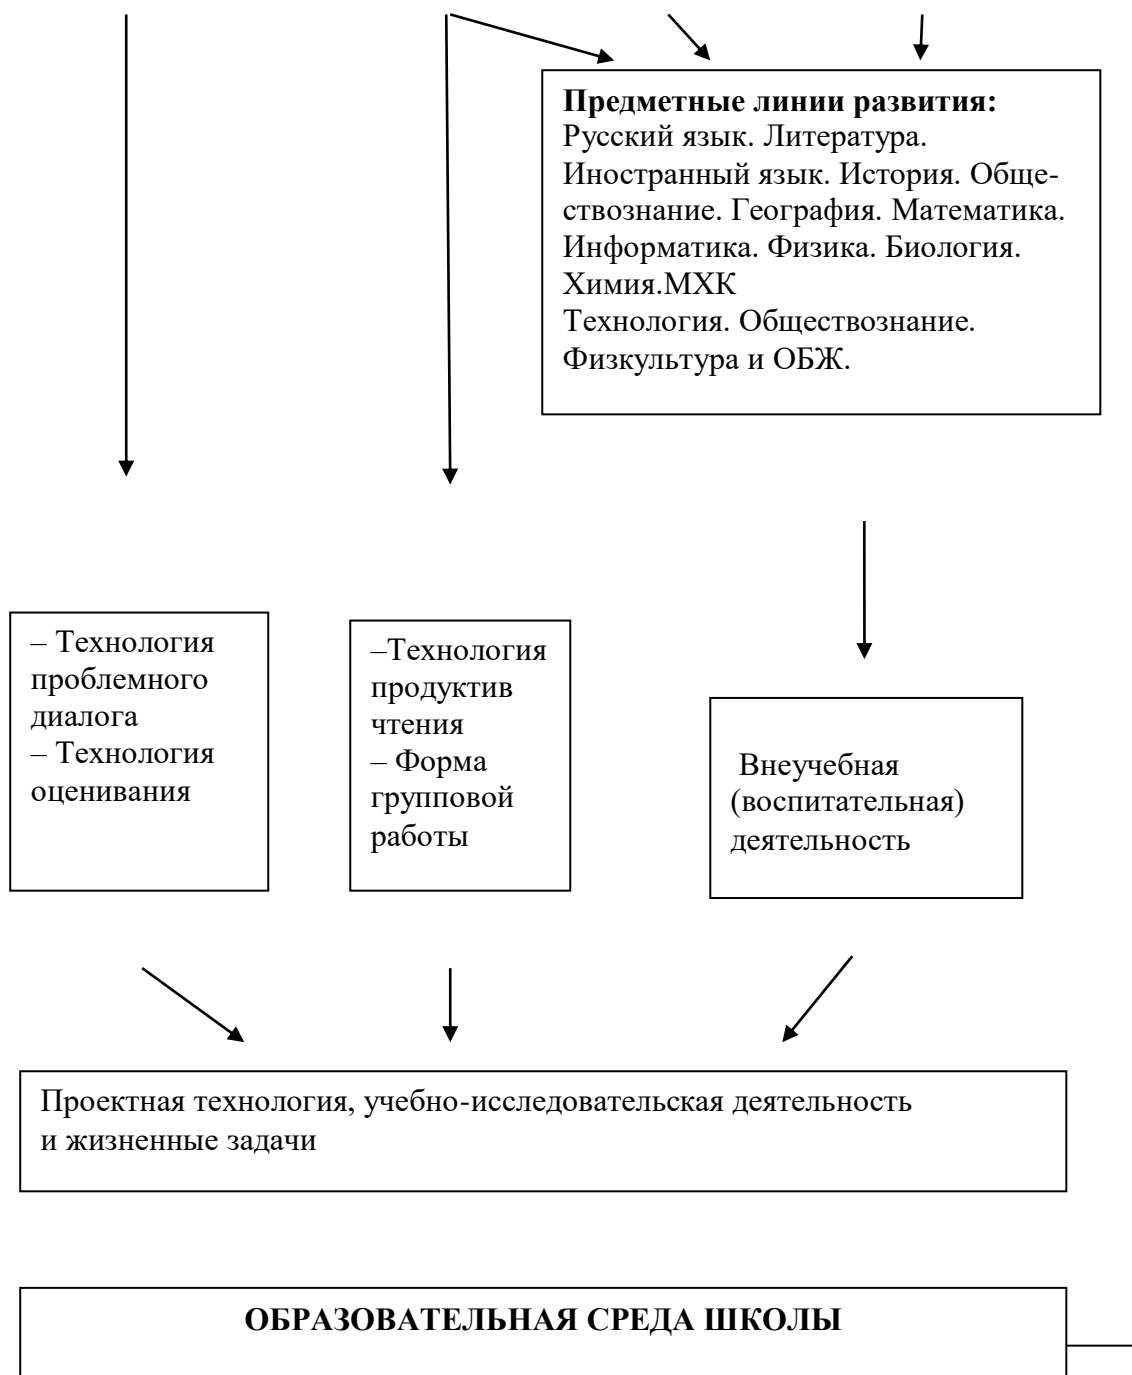 Предметные линии развития:
Русский язык. Литература.
Иностранный язык. История. Обще-
ствознание. География. Математика.
Информатика. Физика. Биология.
Химия.МХК
Технология. Обществознание.
Физкультура и ОБЖ.
– Технология
проблемного
диалога
– Технология
оценивания
–Технология
продуктив
чтения
– Форма
групповой
работы
Внеучебная
(воспитательная)
деятельность
Проектная технология, учебно-исследовательская деятельность
и жизненные задачи
ОБРАЗОВАТЕЛЬНАЯ СРЕДА ШКОЛЫ